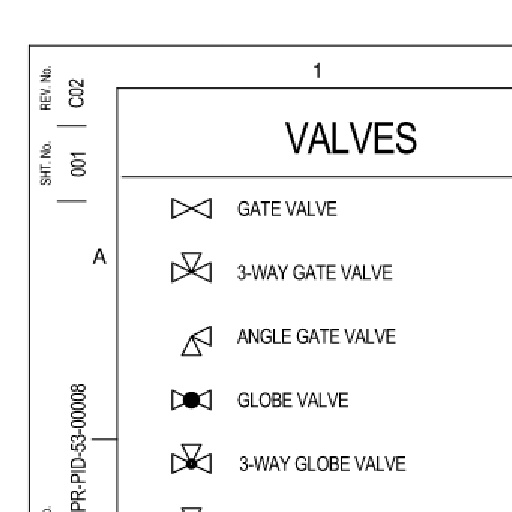 1
REV. No.
C02
SHT. No.
001
A
PR-PID-53-00008
VALVES
GATE VALVE
3-WAY GATE VALVE
ANGLE GATE VALVE
GLOBE VALVE
3-WAY GLOBE VALVE